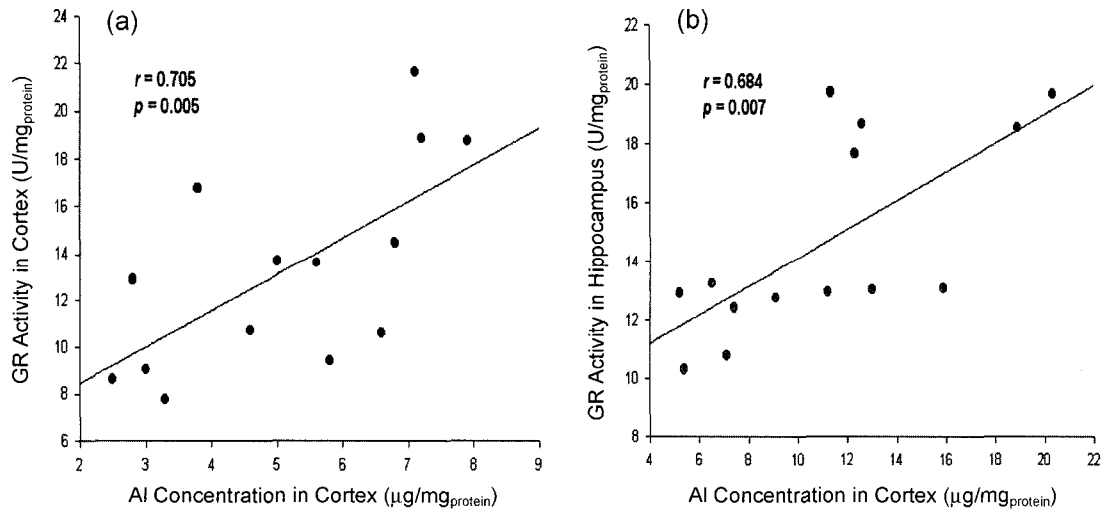 (a)
r = 0.705
p = 0.005
GR Activity in Cortex (U/mgprotein)
24
22
20
18
16
14
12
10
8
6
2 3 4 5 6 7 8 9
Al Concentration in Cortex (μg/mgprotein)
(b)
r = 0.684
p = 0.007
GR Activity in Hippocampus (U/mgprotein)
22
20
18
16
14
12
10
8
4 6 8 10 12 14 16 18 20 22
Al Concentration in Cortex (μg/mgprotein)